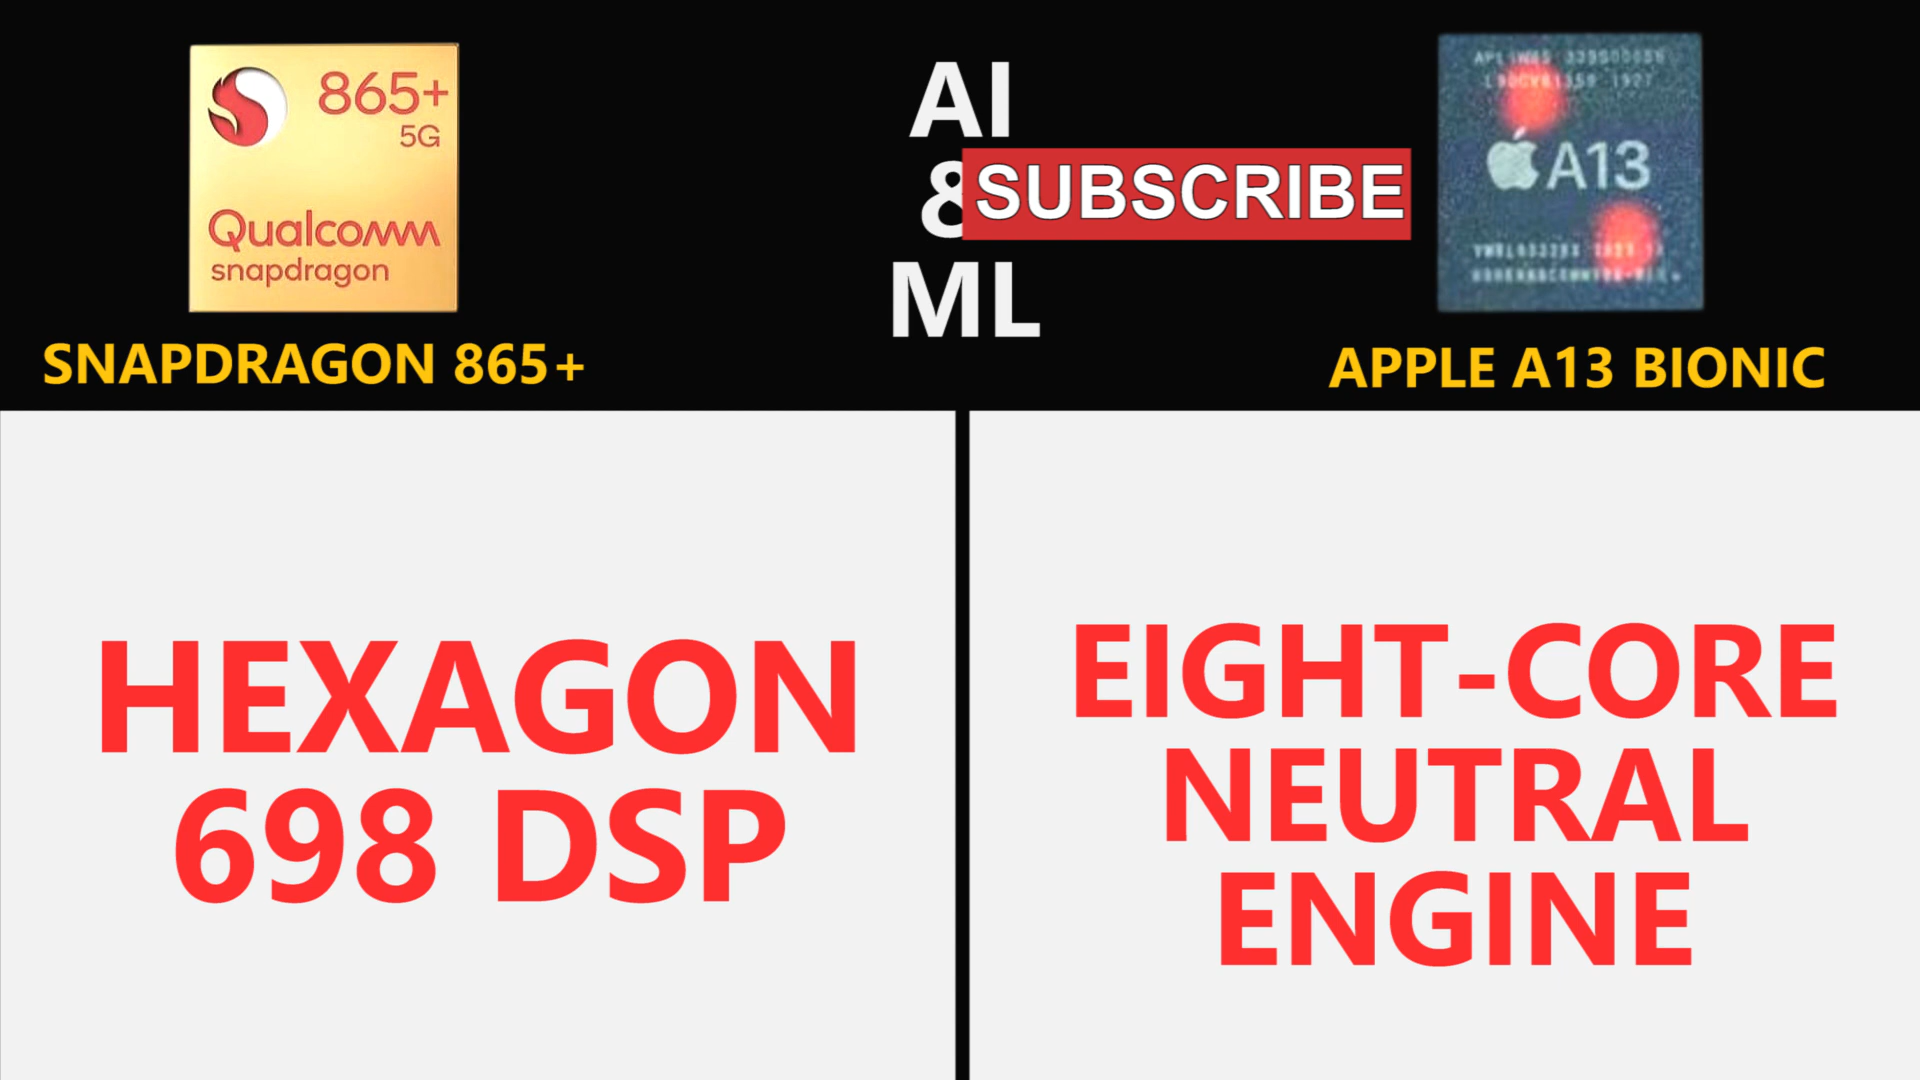 865+
5G
Qualcomm
snapdragon
SNAPDRAGON 865+
AI
&
ML
SUBSCRIBE
A13
APPLE A13 BIONIC
HEXAGON
698 DSP
EIGHT-CORE
NEUTRAL
ENGINE